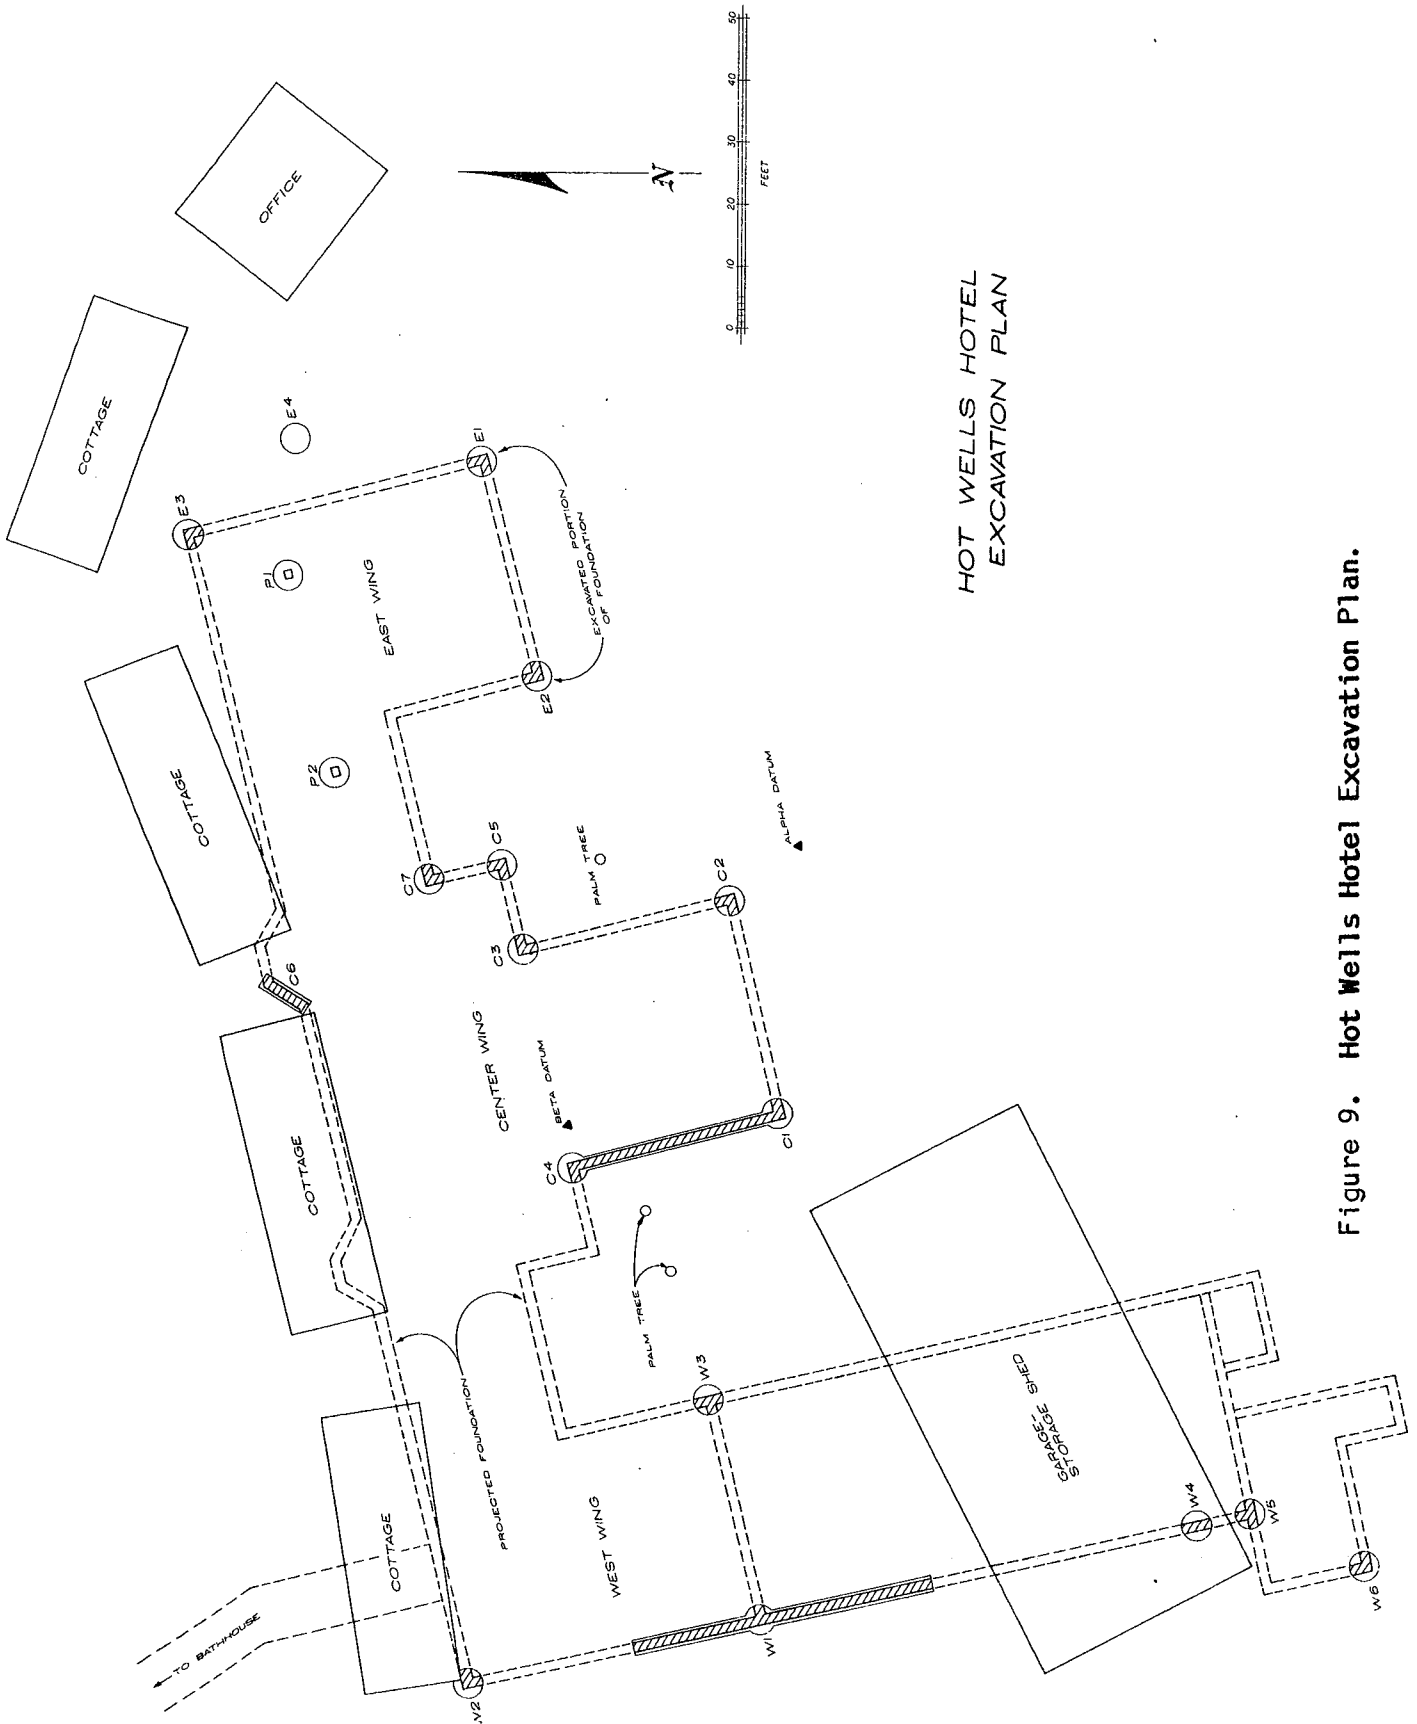 HOT WELLS HOTEL
EXCAVATION PLAN
TO BATHHOUSE
COTTAGE
COTTAGE
COTTAGE
COTTAGE
OFFICE
N
0 10 20 30 40 50
FEET
W2
WEST WING
PROJECTED FOUNDATION
W1
W3
PALM TREE
GARAGE-
STORAGE SHED
W4
W5
W6
C4
BETA DATUM
CENTER WING
C1
C6
C3
C2
C5
C7
PALM TREE
ALPHA DATUM
P2
P1
EAST WING
E2
E3
E4
E1
EXCAVATED PORTION
OF FOUNDATION
Figure 9. Hot Wells Hotel Excavation Plan.